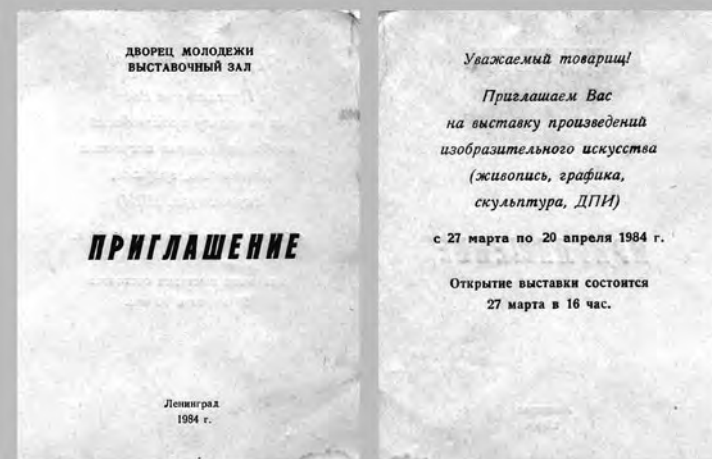 ДВОРЕЦ МОЛОДЕЖИ
ВЫСТАВОЧНЫЙ ЗАЛ
ПРИГЛАШЕНИЕ
Ленинград
1984 г.
Уважаемый товарищ!
Приглашаем Вас
на выставку произведений
изобразительного искусства
(живопись, графика,
скульптура, ДПИ)
с 27 марта по 20 апреля 1984 г.
Открытие выставки состоится
27 марта в 16 час.